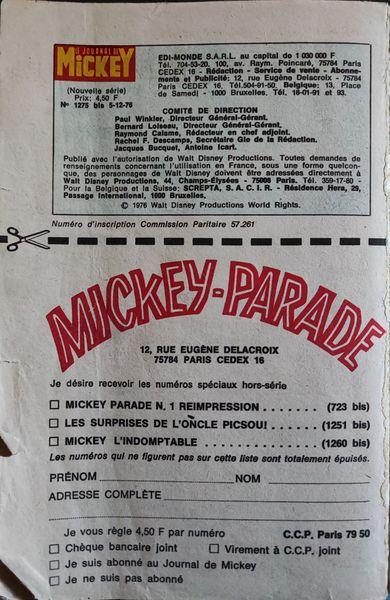 LE JOURNAL DE
MICKEY
(Nouvelle série)
Prix: 4,50 F
N° 1275 bis 5-12-76
EDI-MONDE S.A.R.L. au capital de 1 030 000 F
Tél. 704-53-20. 100, av. Raym. Poincaré, 75784 Paris
CEDEX 16 - Rédaction - Service de vente - Abonne-
ments et Publicité; 12, rue Eugène Delacroix - 75784
Paris CEDEX 16, Tél.504-91-50, Belgique: 13, Place
de Samedi - 1000 Bruxelles, Tél. 18-01-91 et 93.
COMITÉ DE DIRECTION
Paul Winkler, Directeur Général-Gérant.
Bernard Loiseau, Directeur Général-Gérant.
Raymond Calame, Rédacteur en chef adjoint.
Rachel F. Descamps, Secrétaire Gle de la Rédaction.
Jacques Bucquet, Antoine Icart.
Publié avec l'autorisation de Walt Disney Productions. Toutes demandes de
renseignements concernant l'utilisation en France, sous une forme quelcon-
que, des personnages de Walt Disney doivent être adressées directement à
Walt Disney Productions, 44, Champs-Élysées - 75008 Paris. Tél. 359-17-80 -
Pour la Belgique et la Suisse: SCREPTA, S. A. C. I. R. - Résidence Hera, 29,
Passage International, 1000 Bruxelles.
© 1976 Walt Disney Productions World Rights.
Numéro d'inscription Commission Paritaire 57.261
MICKEY-PARADE
12, RUE EUGÈNE DELACROIX
75784 PARIS CEDEX 16
Je désire recevoir les numéros spéciaux hors-série
□ MICKEY PARADE N. 1 REIMPRESSION . . . . . . . (723 bis)
□ LES SURPRISES DE L'ONCLE PICSOU! . . . . (1251 bis)
□ MICKEY L'INDOMPTABLE . . . . . . . . . . (1260 bis)
Les numéros qui ne figurent pas sur cette liste sont totalement épuisés.
PRÉNOM NOM
ADRESSE COMPLÈTE
Je vous règle 4,50 F par numéro C.C.P. Paris 79 50
□ Chèque bancaire joint □ Virement à C.C.P. joint
□ Je suis abonné au Journal de Mickey
□ Je ne suis pas abonné